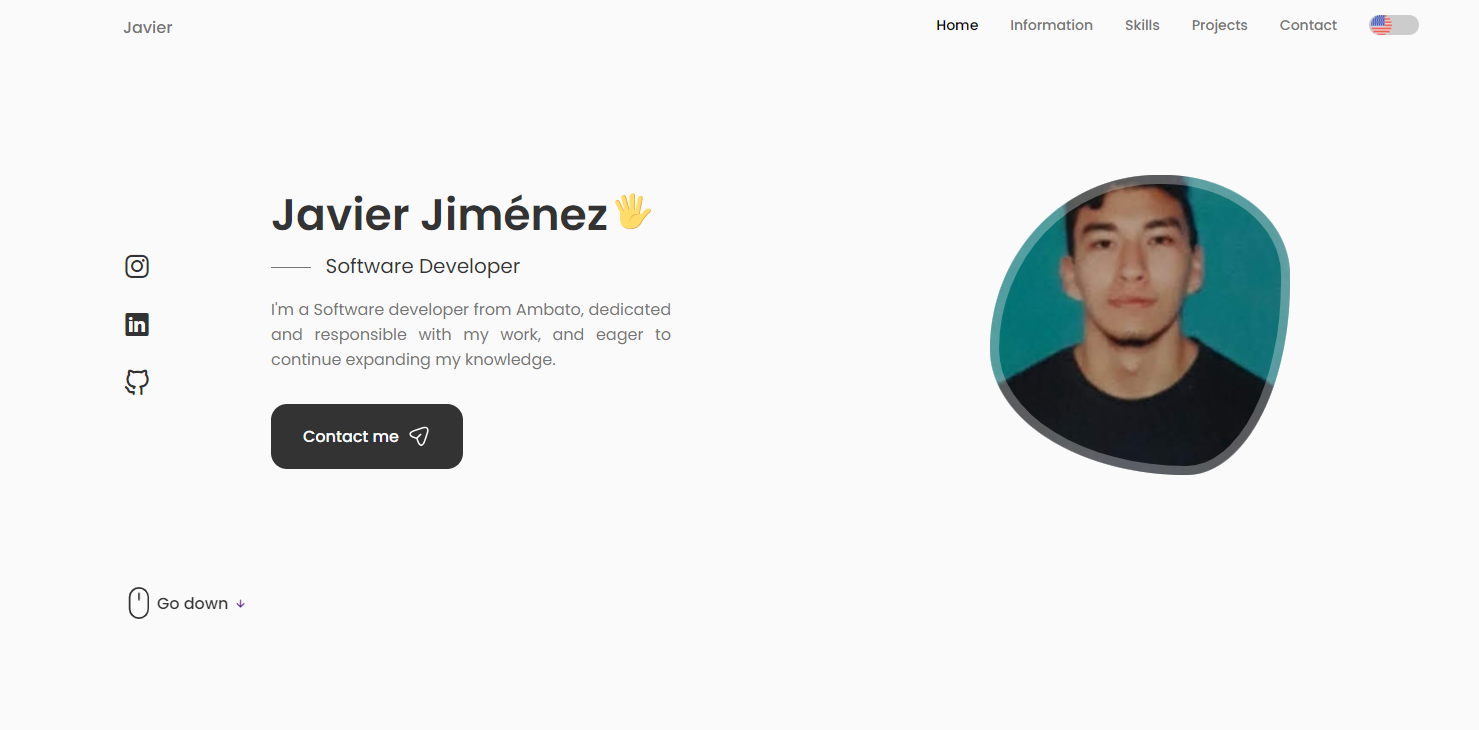 Javier
Home Information Skills Projects Contact
Javier Jiménez
Software Developer
I'm a Software developer from Ambato, dedicated
and responsible with my work, and eager to
continue expanding my knowledge.
Contact me
Go down